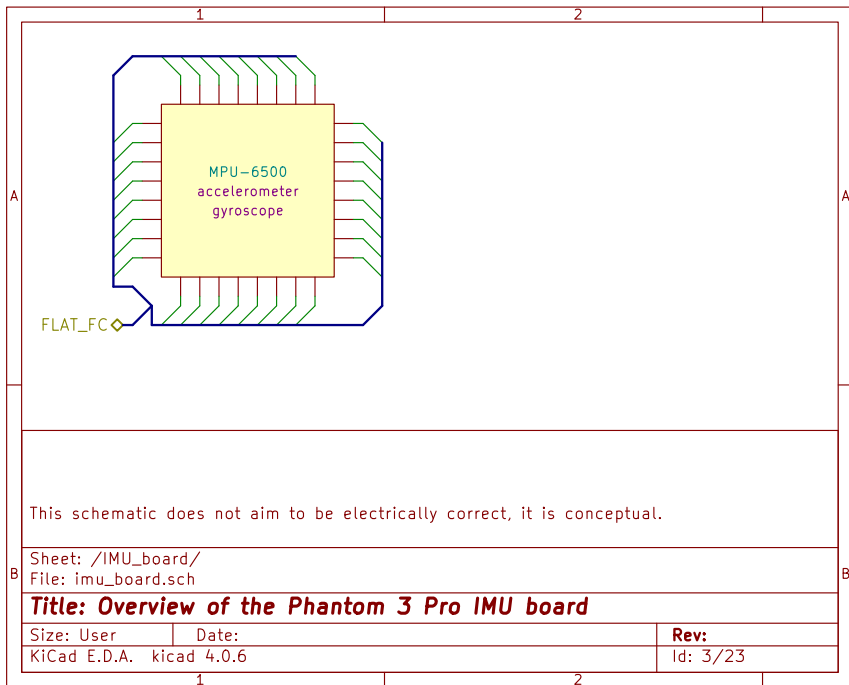 1 2
A A
MPU-6500
accelerometer
gyroscope
FLAT_FC
This schematic does not aim to be electrically correct, it is conceptual.
Sheet: /IMU_board/
File: imu_board.sch
B B
Title: Overview of the Phantom 3 Pro IMU board
Size: User Date: Rev:
KiCad E.D.A. kicad 4.0.6 Id: 3/23
1 2